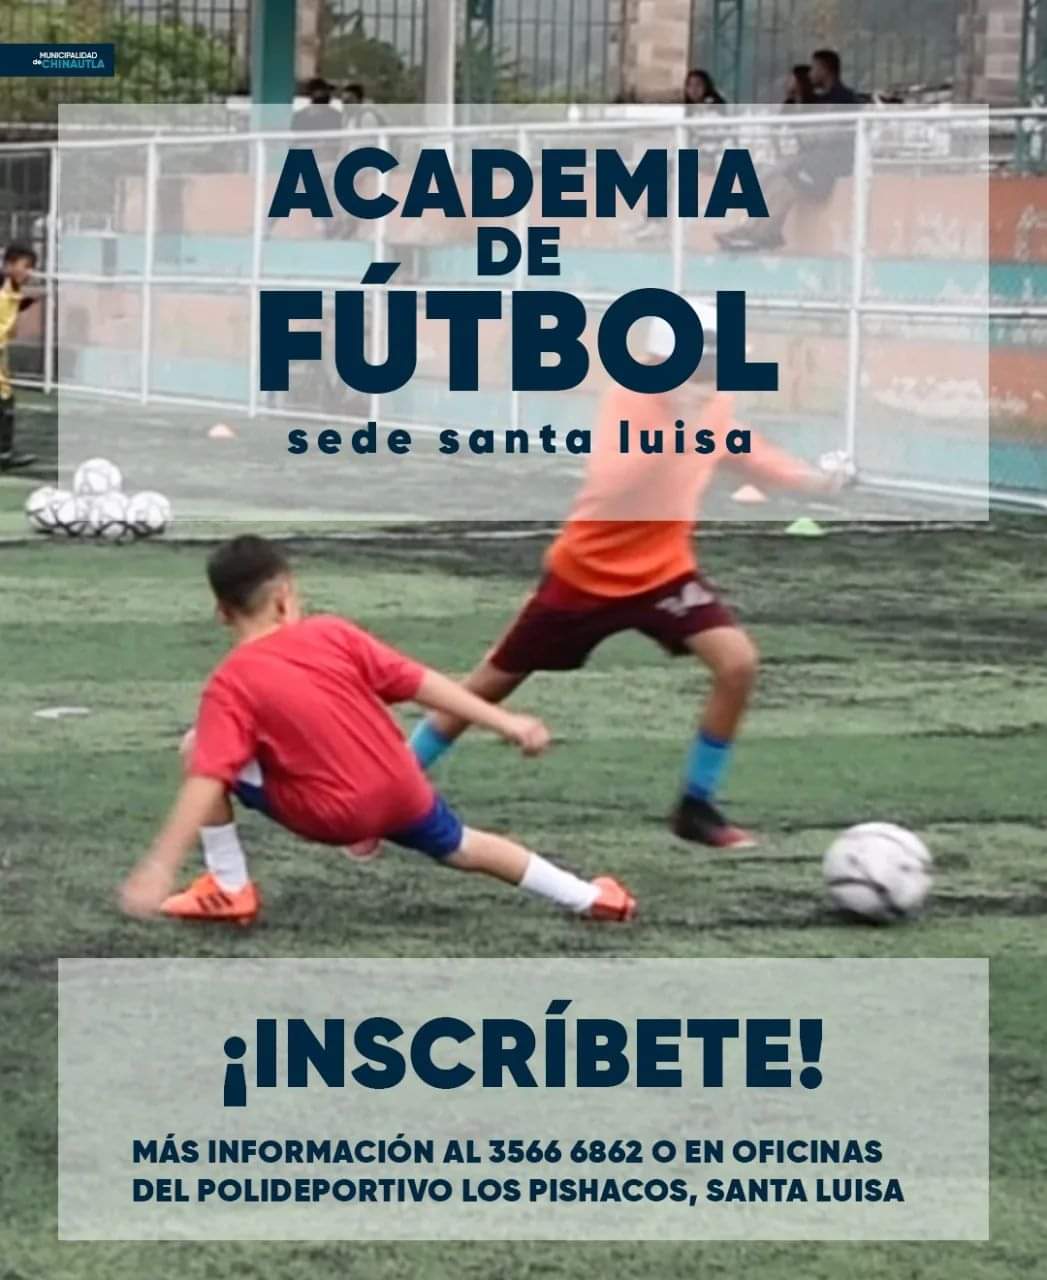 MUNICIPALIDAD
de CHINAUTLA
ACADEMIA
DE
FÚTBOL
sede santa luisa
¡INSCRÍBETE!
MÁS INFORMACIÓN AL 3566 6862 O EN OFICINAS
DEL POLIDEPORTIVO LOS PISHACOS, SANTA LUISA